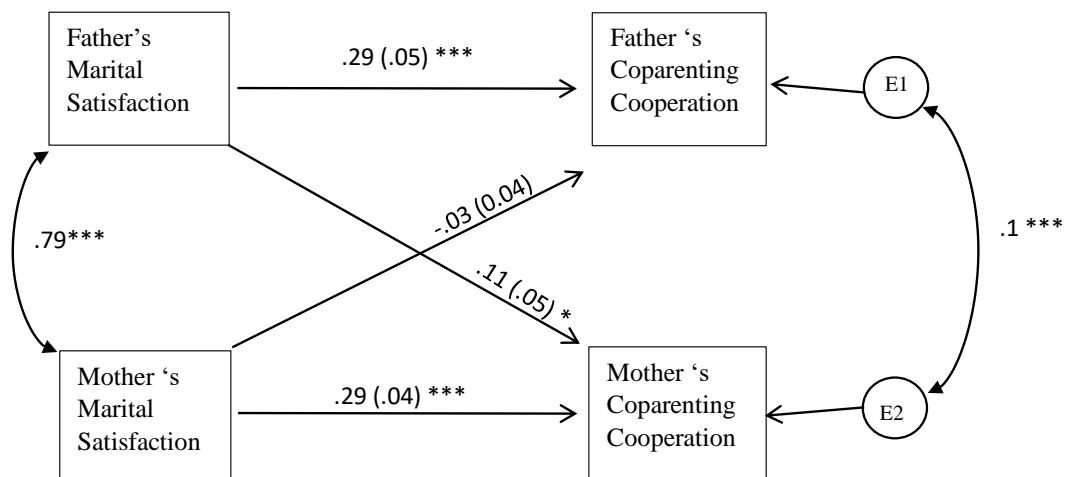 Father's
Marital
Satisfaction
.29 (.05) ***
Father ‘s
Coparenting
Cooperation
E1
.79***
-.03 (0.04)
.11 (.05) *
.1 ***
Mother ‘s
Marital
Satisfaction
.29 (.04) ***
Mother ‘s
Coparenting
Cooperation
E2